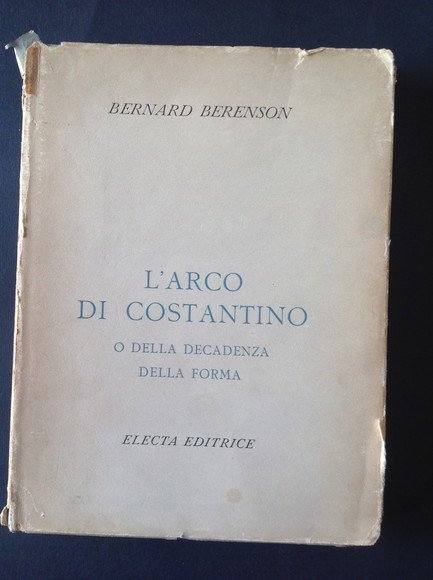 BERNARD BERENSON
L'ARCO
DI COSTANTINO
O DELLA DECADENZA
DELLA FORMA
ELECTA EDITRICE